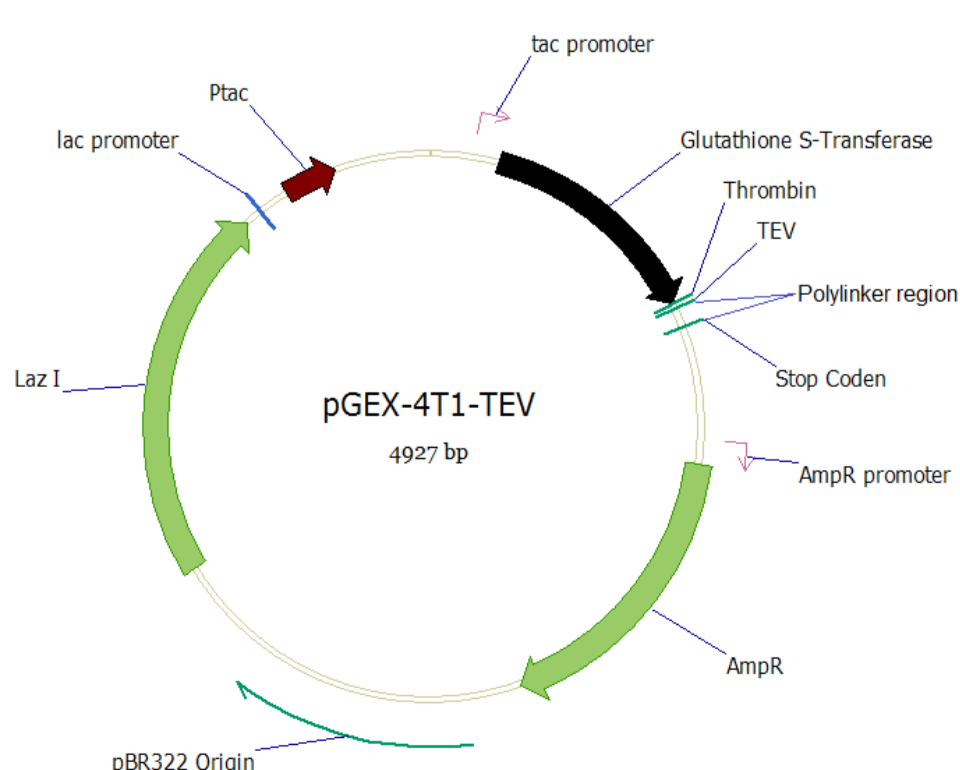 tac promoter
Ptac
lac promoter
Glutathione S-Transferase
Thrombin
TEV
Polylinker region
Stop Coden
Laz I
pGEX-4T1-TEV
4927 bp
AmpR promoter
AmpR
pBR322 Origin